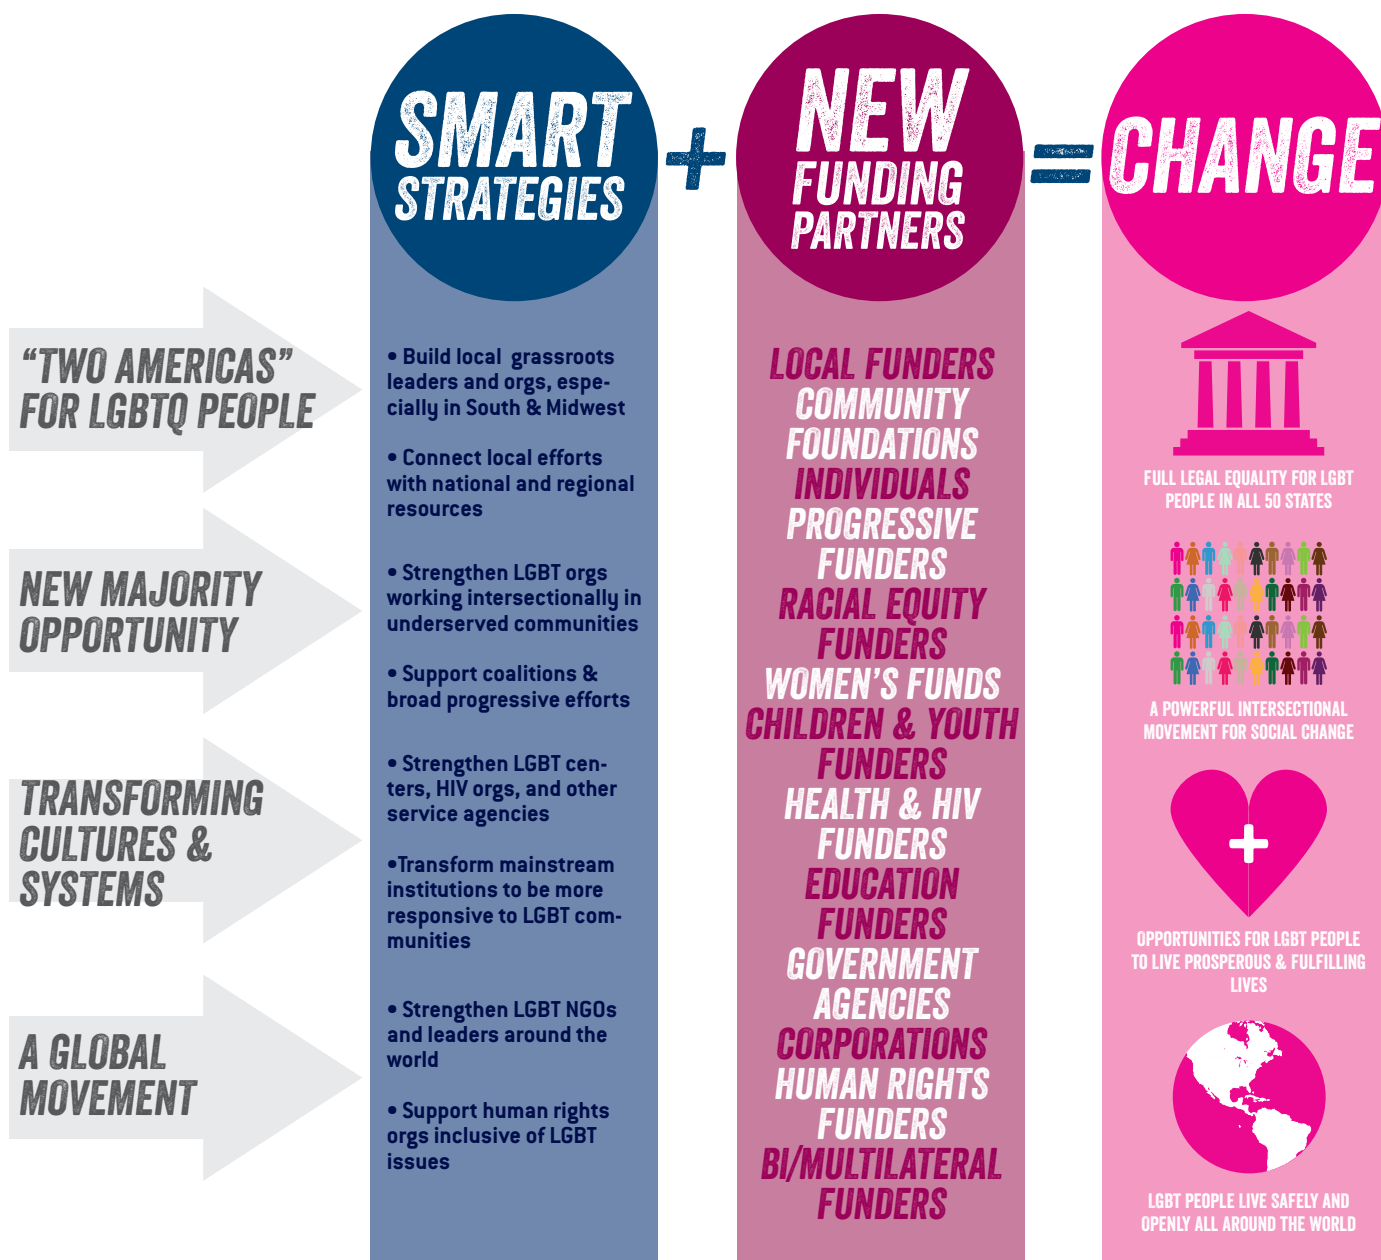 SMART
STRATEGIES
+
NEW
FUNDING
PARTNERS
=
CHANGE
“TWO AMERICAS”
FOR LGBTQ PEOPLE
• Build local grassroots
leaders and orgs, espe-
cially in South & Midwest
• Connect local efforts
with national and regional
resources
NEW MAJORITY
OPPORTUNITY
• Strengthen LGBT orgs
working intersectionally in
underserved communities
• Support coalitions &
broad progressive efforts
TRANSFORMING
CULTURES &
SYSTEMS
• Strengthen LGBT cen-
ters, HIV orgs, and other
service agencies
•Transform mainstream
institutions to be more
responsive to LGBT com-
munities
A GLOBAL
MOVEMENT
• Strengthen LGBT NGOs
and leaders around the
world
• Support human rights
orgs inclusive of LGBT
issues
LOCAL FUNDERS
COMMUNITY
FOUNDATIONS
INDIVIDUALS
PROGRESSIVE
FUNDERS
RACIAL EQUITY
FUNDERS
WOMEN’S FUNDS
CHILDREN & YOUTH
FUNDERS
HEALTH & HIV
FUNDERS
EDUCATION
FUNDERS
GOVERNMENT
AGENCIES
CORPORATIONS
HUMAN RIGHTS
FUNDERS
BI/MULTILATERAL
FUNDERS
FULL LEGAL EQUALITY FOR LGBT
PEOPLE IN ALL 50 STATES
A POWERFUL INTERSECTIONAL
MOVEMENT FOR SOCIAL CHANGE
OPPORTUNITIES FOR LGBT PEOPLE
TO LIVE PROSPEROUS & FULFILLING
LIVES
LGBT PEOPLE LIVE SAFELY AND
OPENLY ALL AROUND THE WORLD